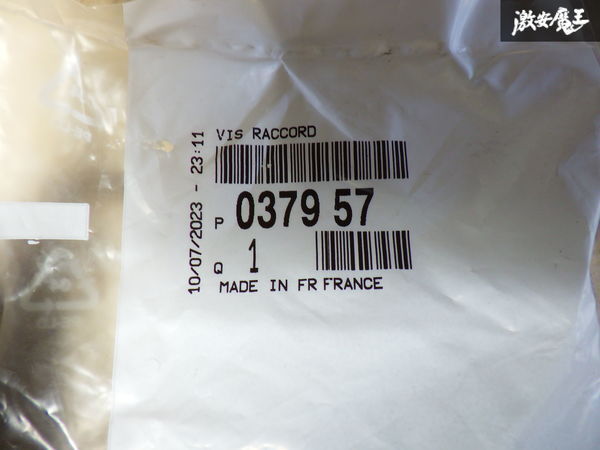 激安魔王
10/07/2023 - 23:11
VIS RACCORD
P 0379 57
Q 1
MADE IN FR FRANCE